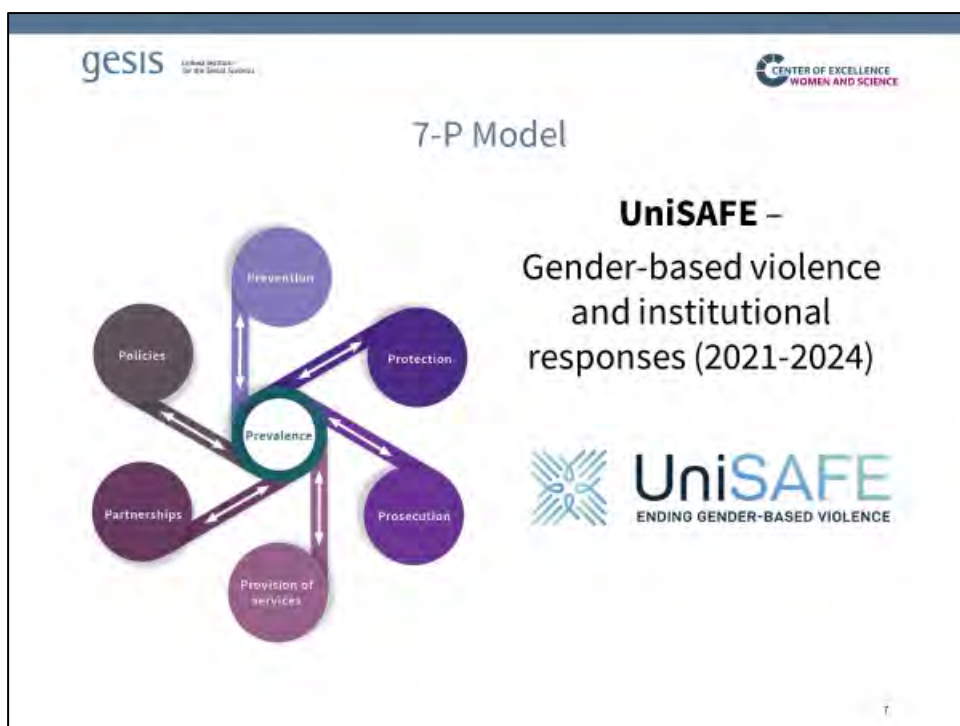 gesis
CENTER OF EXCELLENCE
WOMEN AND SCIENCE
7-P Model
UniSAFE –
Gender-based violence
and institutional
responses (2021-2024)
Prevention
Policies
Protection
Prevalence
Partnerships
Prosecution
Provision of
services
UniSAFE
ENDING GENDER-BASED VIOLENCE
7